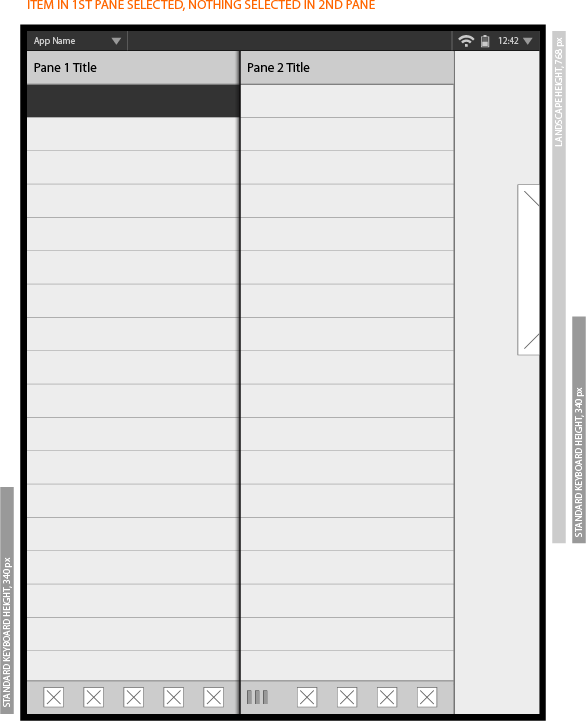 ITEM IN 1ST PANE SELECTED, NOTHING SELECTED IN 2ND PANE
App Name
12:42
Pane 1 Title
Pane 2 Title
LANDSCAPE HEIGHT, 768 px
STANDARD KEYBOARD HEIGHT, 340 px
STANDARD KEYBOARD HEIGHT, 340 px